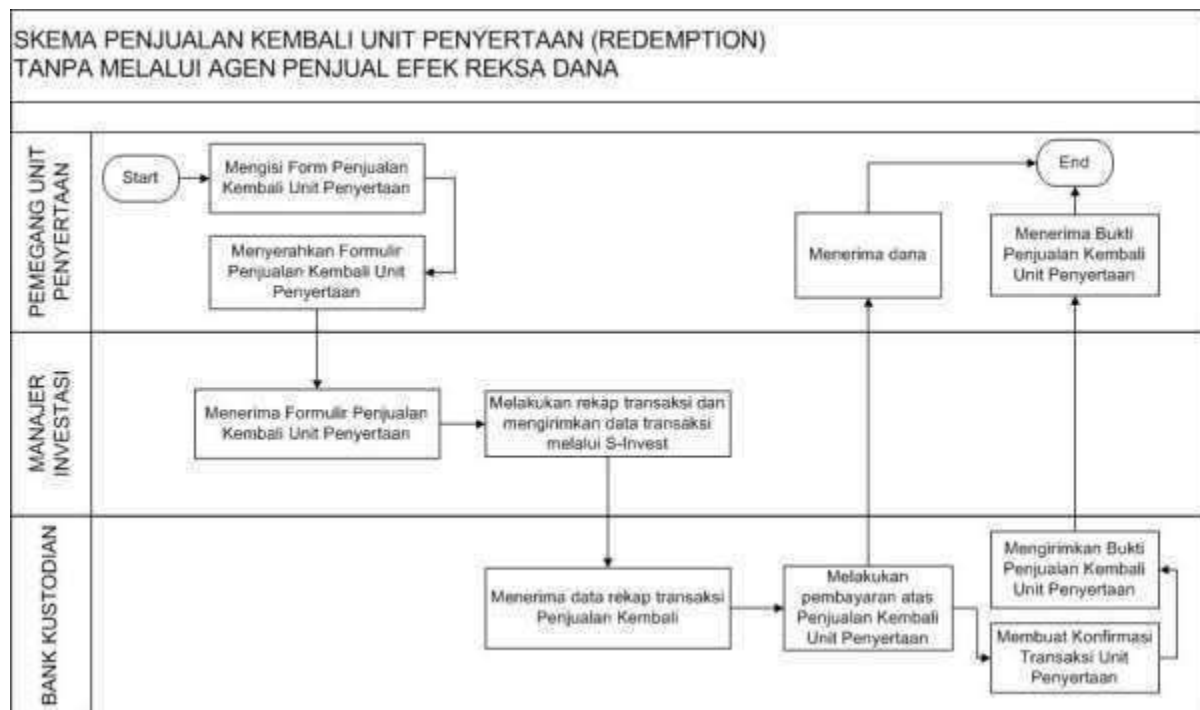 SKEMA PENJUALAN KEMBALI UNIT PENYERTAAN (REDEMPTION)
TANPA MELALUI AGEN PENJUAL EFEK REKSA DANA
PEMEGANG UNIT
PENYERTAAN
Start
Mengisi Form Penjualan
Kembali Unit Penyertaan
Menyerahkan Formulir
Penjualan Kembali Unit
Penyertaan
Menerima dana
End
Menerima Bukti
Penjualan Kembali
Unit Penyertaan
MANAJER
INVESTASI
Menerima Formulir Penjualan
Kembali Unit Penyertaan
Melakukan rekap transaksi dan
mengirimkan data transaksi
melalui S-Invest
BANK KUSTODIAN
Menerima data rekap transaksi
Penjualan Kembali
Melakukan
pembayaran atas
Penjualan Kembali
Unit Penyertaan
Mengirimkan Bukti
Penjualan Kembali
Unit Penyertaan
Membuat Konfirmasi
Transaksi Unit
Penyertaan